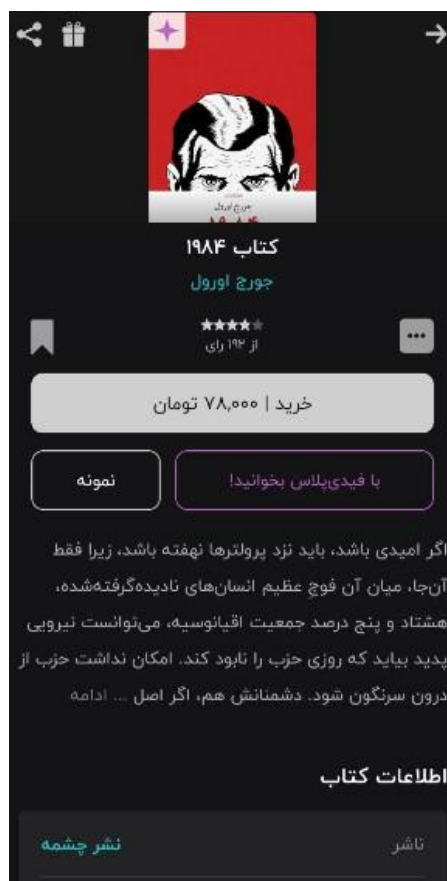 جورج اورول
۱۹۸۴
کتاب ۱۹۸۴
جورج اورول
از ۱۹۲ رای
خرید | ۷۸,۰۰۰ تومان
با فیدی‌پلاس بخوانید!
نمونه
اگر امیدی باشد، باید نزد پرولترها نهفته باشد، زیرا فقط
آن‌جا، میان آن فوجِ عظیم انسان‌های نادیده‌گرفته‌شده،
هشتاد و پنج درصد جمعیت اقیانوسیه، می‌توانست نیرویی
پدید بیاید که روزی حزب را نابود کند. امکان نداشت حزب از
درون سرنگون شود. دشمنانش هم، اگر اصل ... ادامه
اطلاعات کتاب
ناشر
نشر چشمه